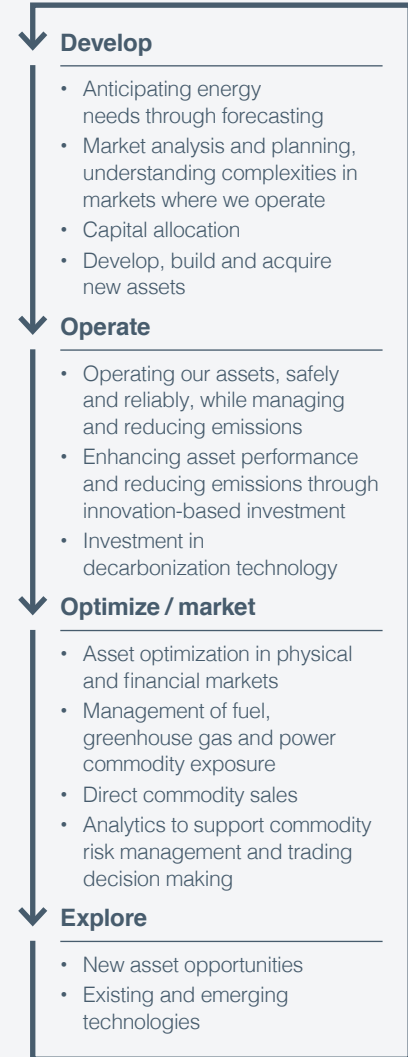 Develop
• Anticipating energy
needs through forecasting
• Market analysis and planning,
understanding complexities in
markets where we operate
• Capital allocation
• Develop, build and acquire
new assets
Operate
• Operating our assets, safely
and reliably, while managing
and reducing emissions
• Enhancing asset performance
and reducing emissions through
innovation-based investment
• Investment in
decarbonization technology
Optimize / market
• Asset optimization in physical
and financial markets
• Management of fuel,
greenhouse gas and power
commodity exposure
• Direct commodity sales
• Analytics to support commodity
risk management and trading
decision making
Explore
• New asset opportunities
• Existing and emerging
technologies